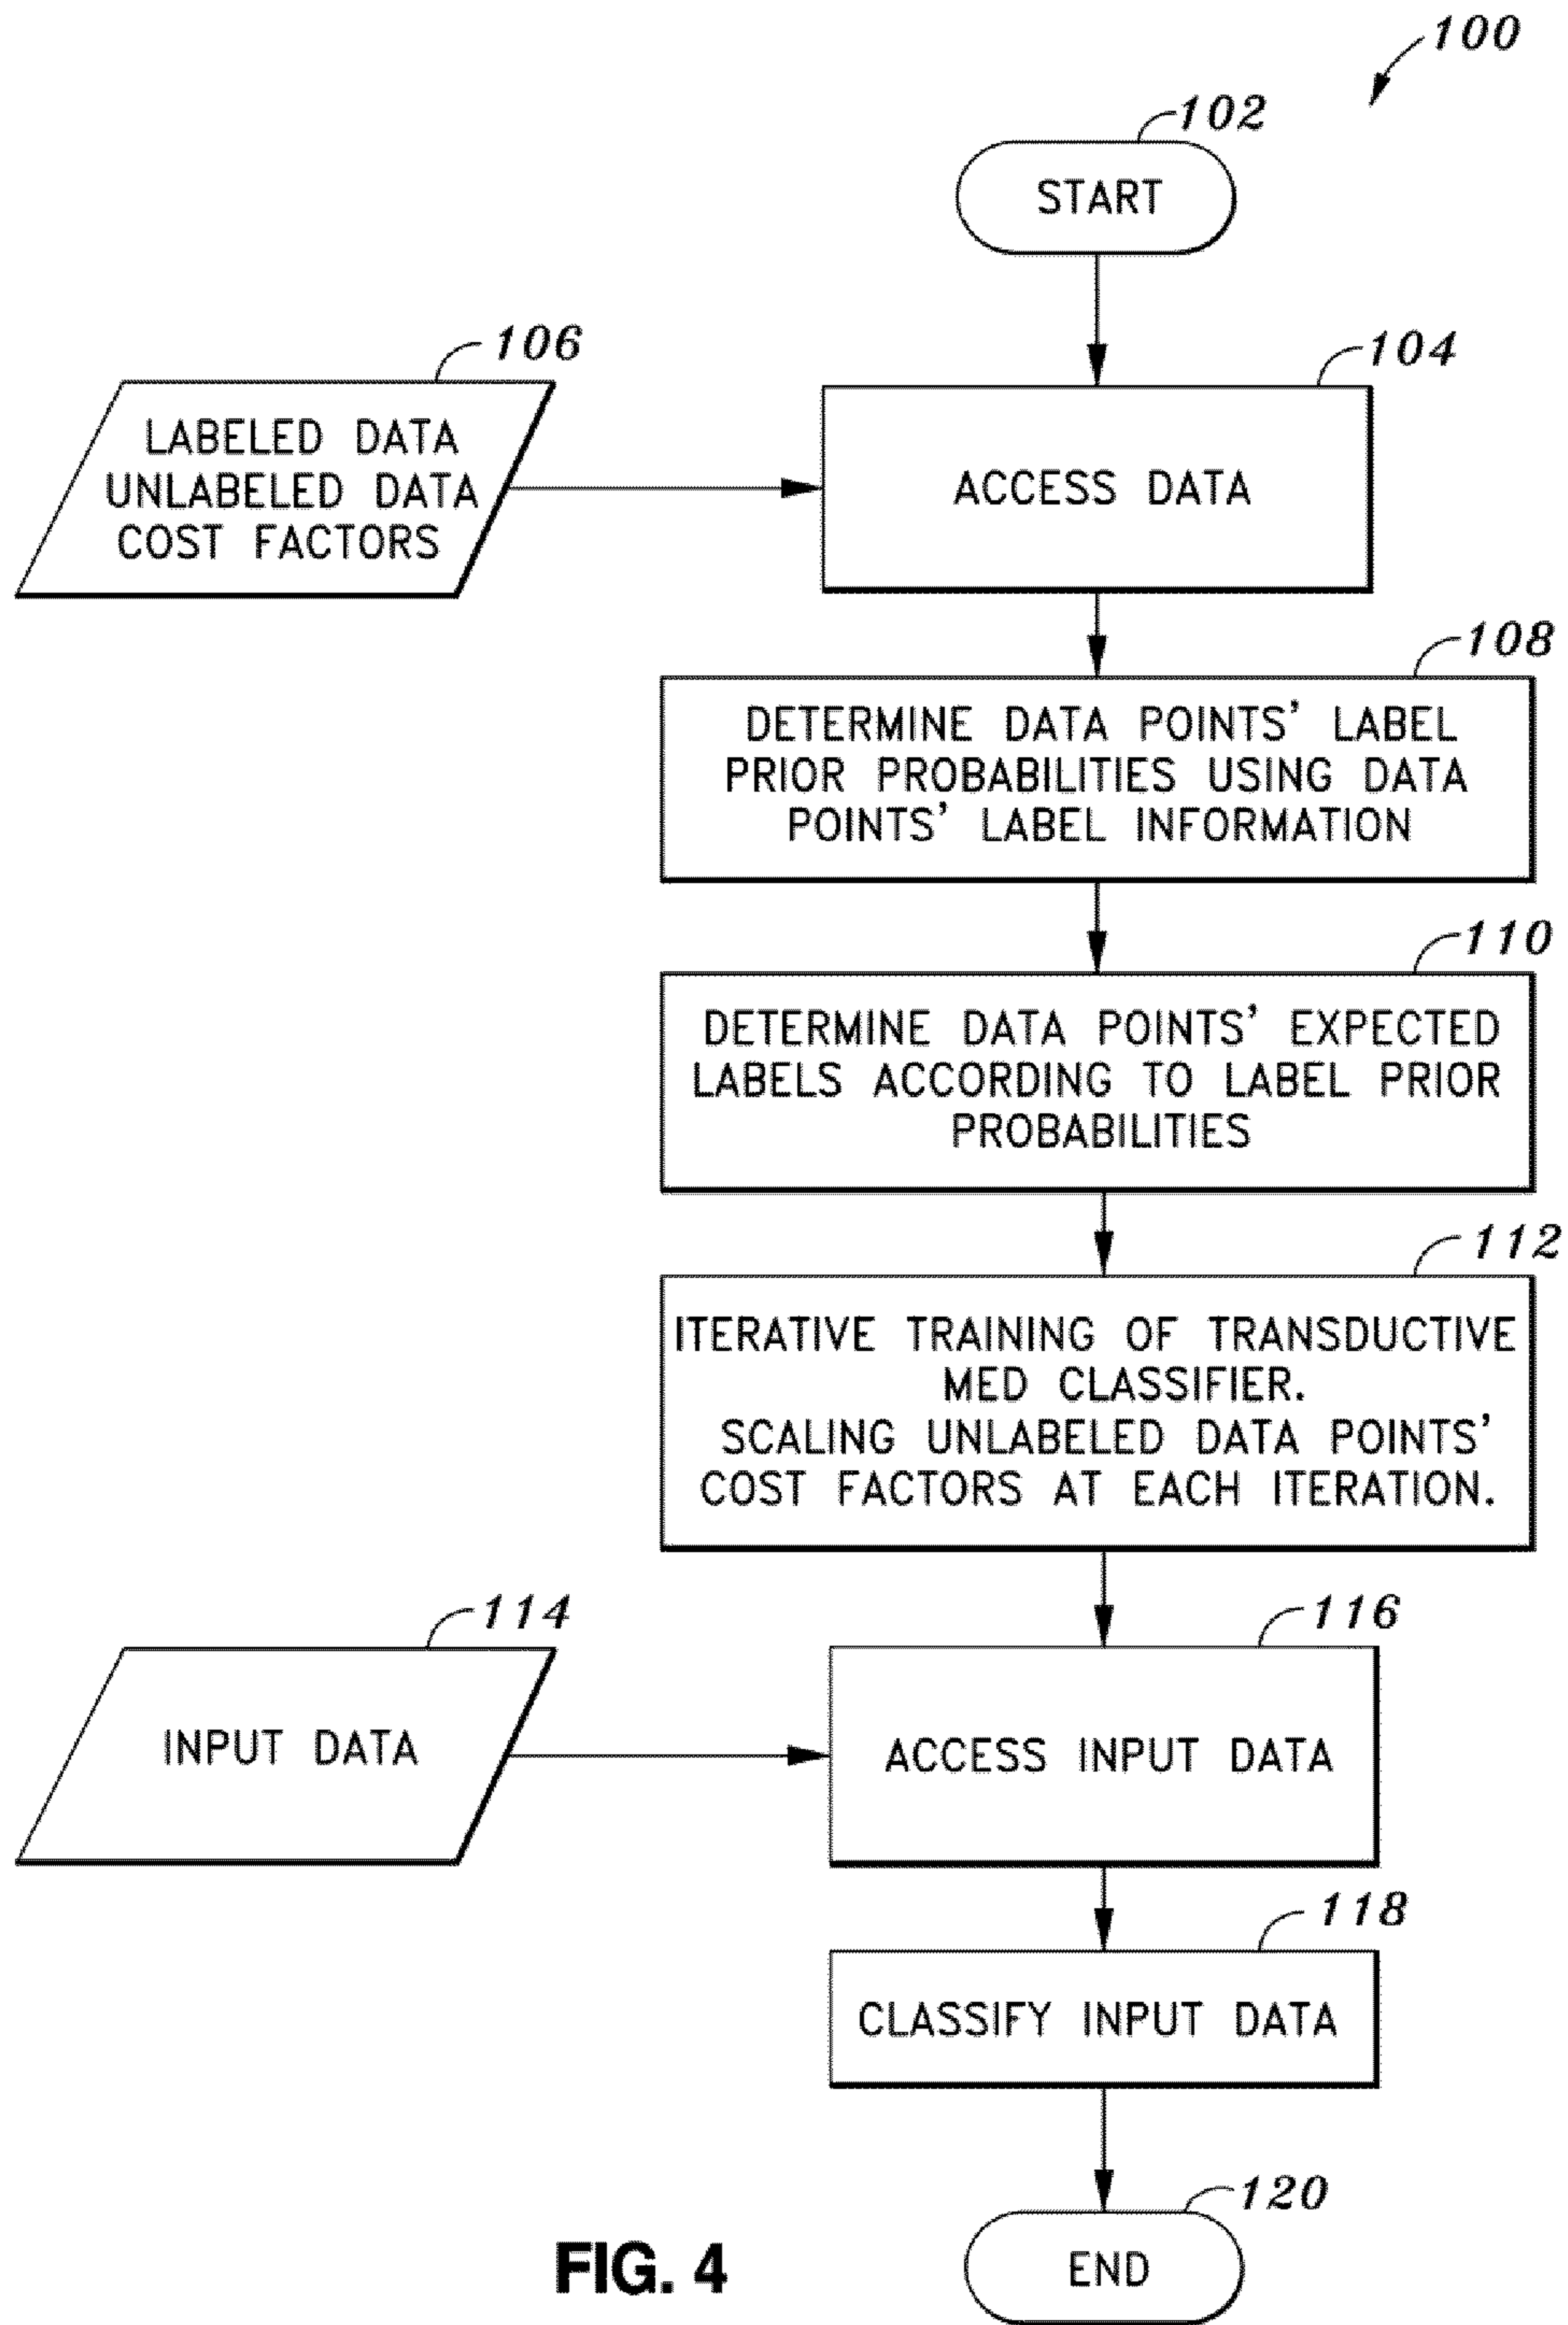 100
102
START
106
104
LABELED DATA
UNLABELED DATA
COST FACTORS
ACCESS DATA
108
DETERMINE DATA POINTS' LABEL
PRIOR PROBABILITIES USING DATA
POINTS' LABEL INFORMATION
110
DETERMINE DATA POINTS' EXPECTED
LABELS ACCORDING TO LABEL PRIOR
PROBABILITIES
112
ITERATIVE TRAINING OF TRANSDUCTIVE
MED CLASSIFIER.
SCALING UNLABELED DATA POINTS'
COST FACTORS AT EACH ITERATION.
114
116
INPUT DATA
ACCESS INPUT DATA
118
CLASSIFY INPUT DATA
120
END
FIG. 4